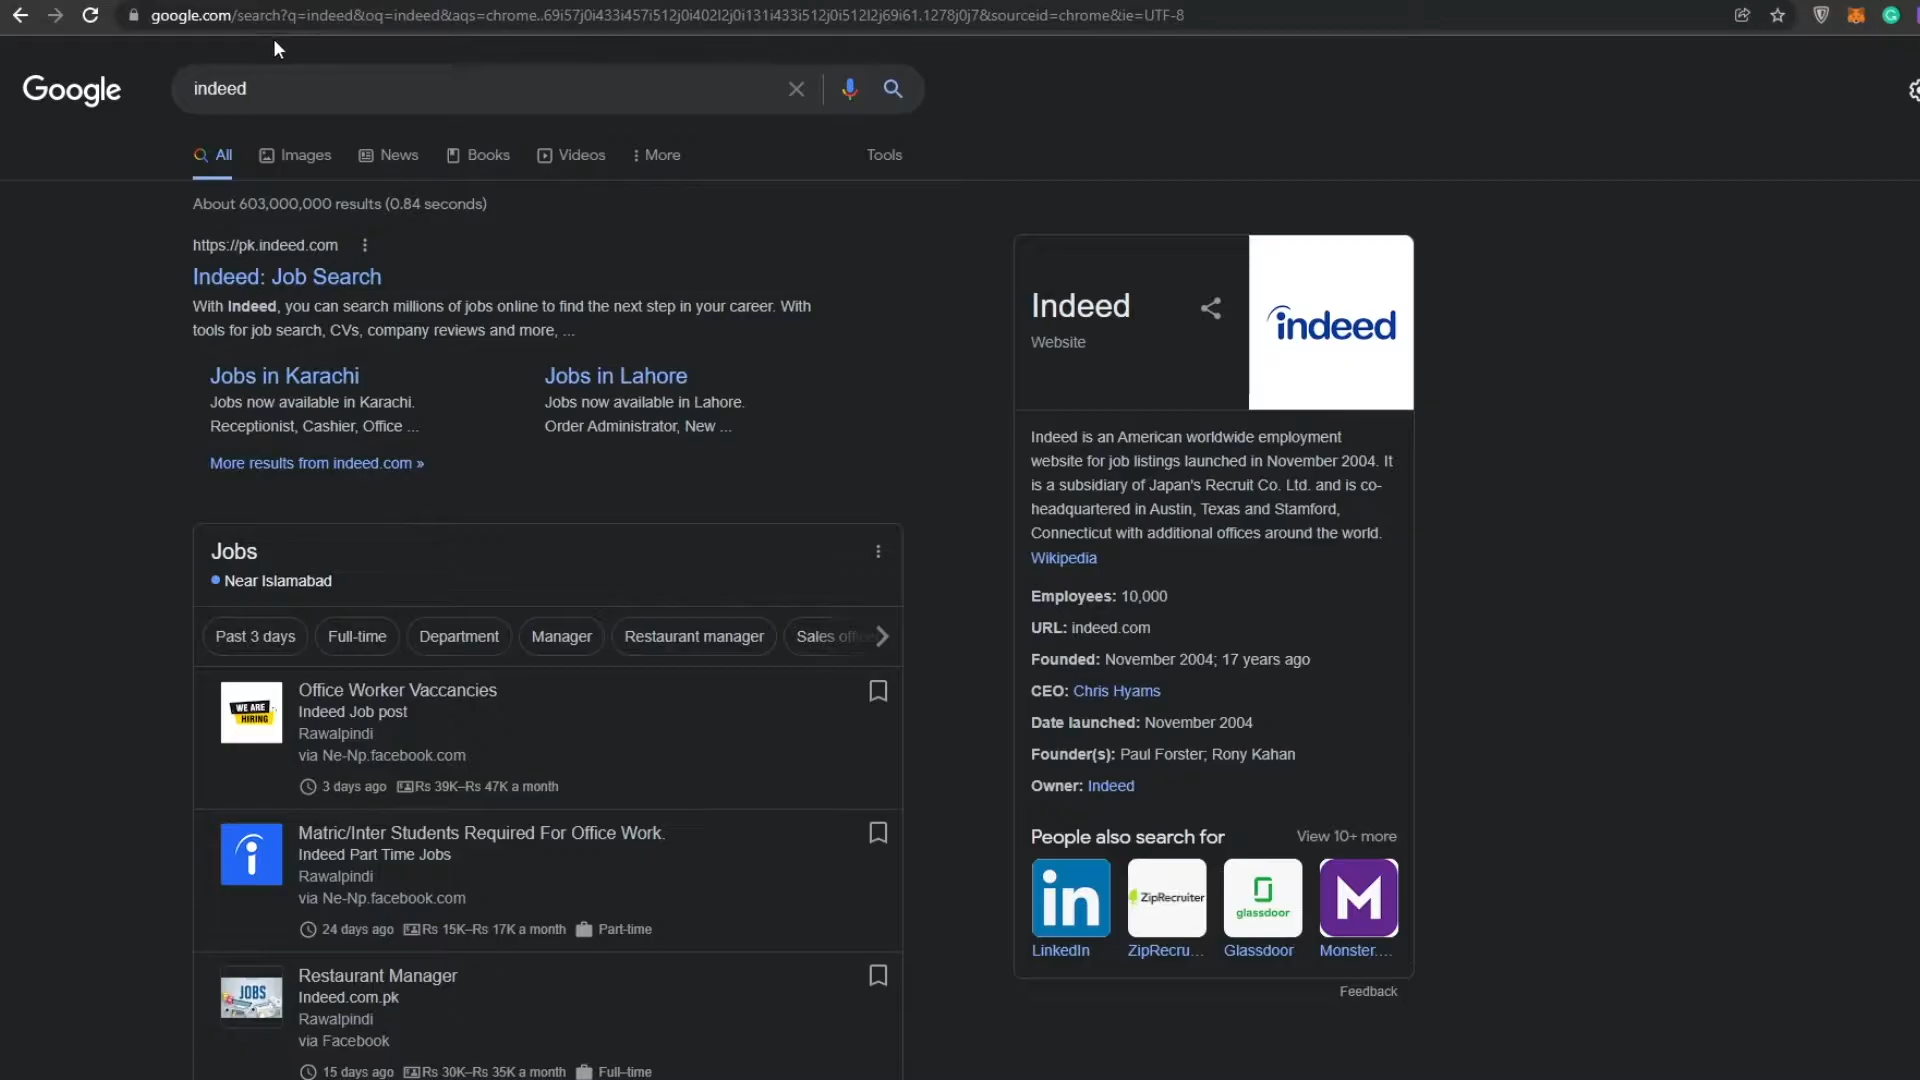 google.com/search?q=indeed&oq=indeed&aqs=chrome..69i57j0i433i457i512j0i402l2j0i131i433i512j0i512l2j69i61.1278j0j7&sourceid=chrome&ie=UTF-8
Google
indeed
All
Images
News
Books
Videos
More
Tools
About 603,000,000 results (0.84 seconds)
https://pk.indeed.com
Indeed: Job Search
With Indeed, you can search millions of jobs online to find the next step in your career. With
tools for job search, CVs, company reviews and more, ...
Jobs in Karachi
Jobs now available in Karachi.
Receptionist, Cashier, Office ...
Jobs in Lahore
Jobs now available in Lahore.
Order Administrator, New ...
More results from indeed.com »
Jobs
Near Islamabad
Past 3 days
Full-time
Department
Manager
Restaurant manager
Sales office
WE ARE
HIRING
Office Worker Vaccancies
Indeed Job post
Rawalpindi
via Ne-Np.facebook.com
3 days ago Rs 39K–Rs 47K a month
Matric/Inter Students Required For Office Work.
Indeed Part Time Jobs
Rawalpindi
via Ne-Np.facebook.com
24 days ago Rs 15K–Rs 17K a month Part-time
JOBS
Restaurant Manager
Indeed.com.pk
Rawalpindi
via Facebook
15 days ago Rs 30K–Rs 35K a month Full-time
Indeed
Website
indeed
Indeed is an American worldwide employment
website for job listings launched in November 2004. It
is a subsidiary of Japan's Recruit Co. Ltd. and is co-
headquartered in Austin, Texas and Stamford,
Connecticut with additional offices around the world.
Wikipedia
Employees: 10,000
URL: indeed.com
Founded: November 2004; 17 years ago
CEO: Chris Hyams
Date launched: November 2004
Founder(s): Paul Forster; Rony Kahan
Owner: Indeed
People also search for
View 10+ more
in
ZipRecruiter
glassdoor
M
LinkedIn
ZipRecru...
Glassdoor
Monster....
Feedback